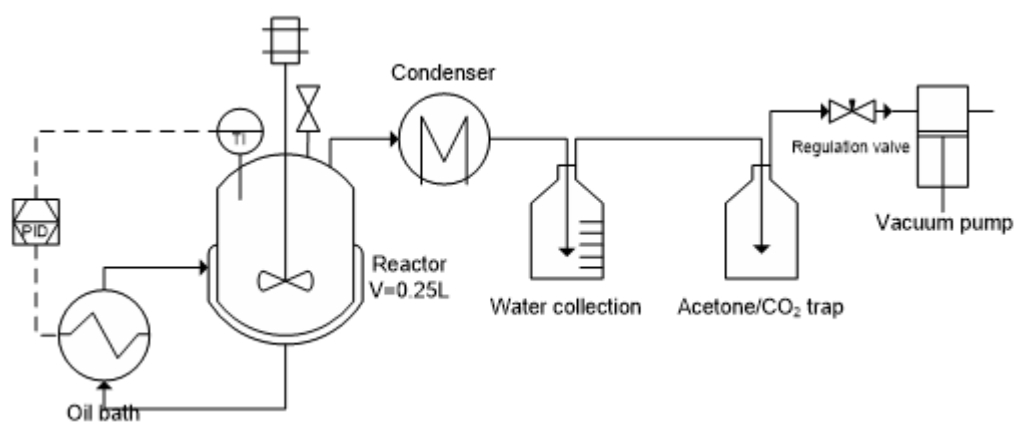 Condenser
TI
Regulation valve
PID
Vacuum pump
Reactor
V=0.25L
Water collection
Acetone/CO₂ trap
Oil bath